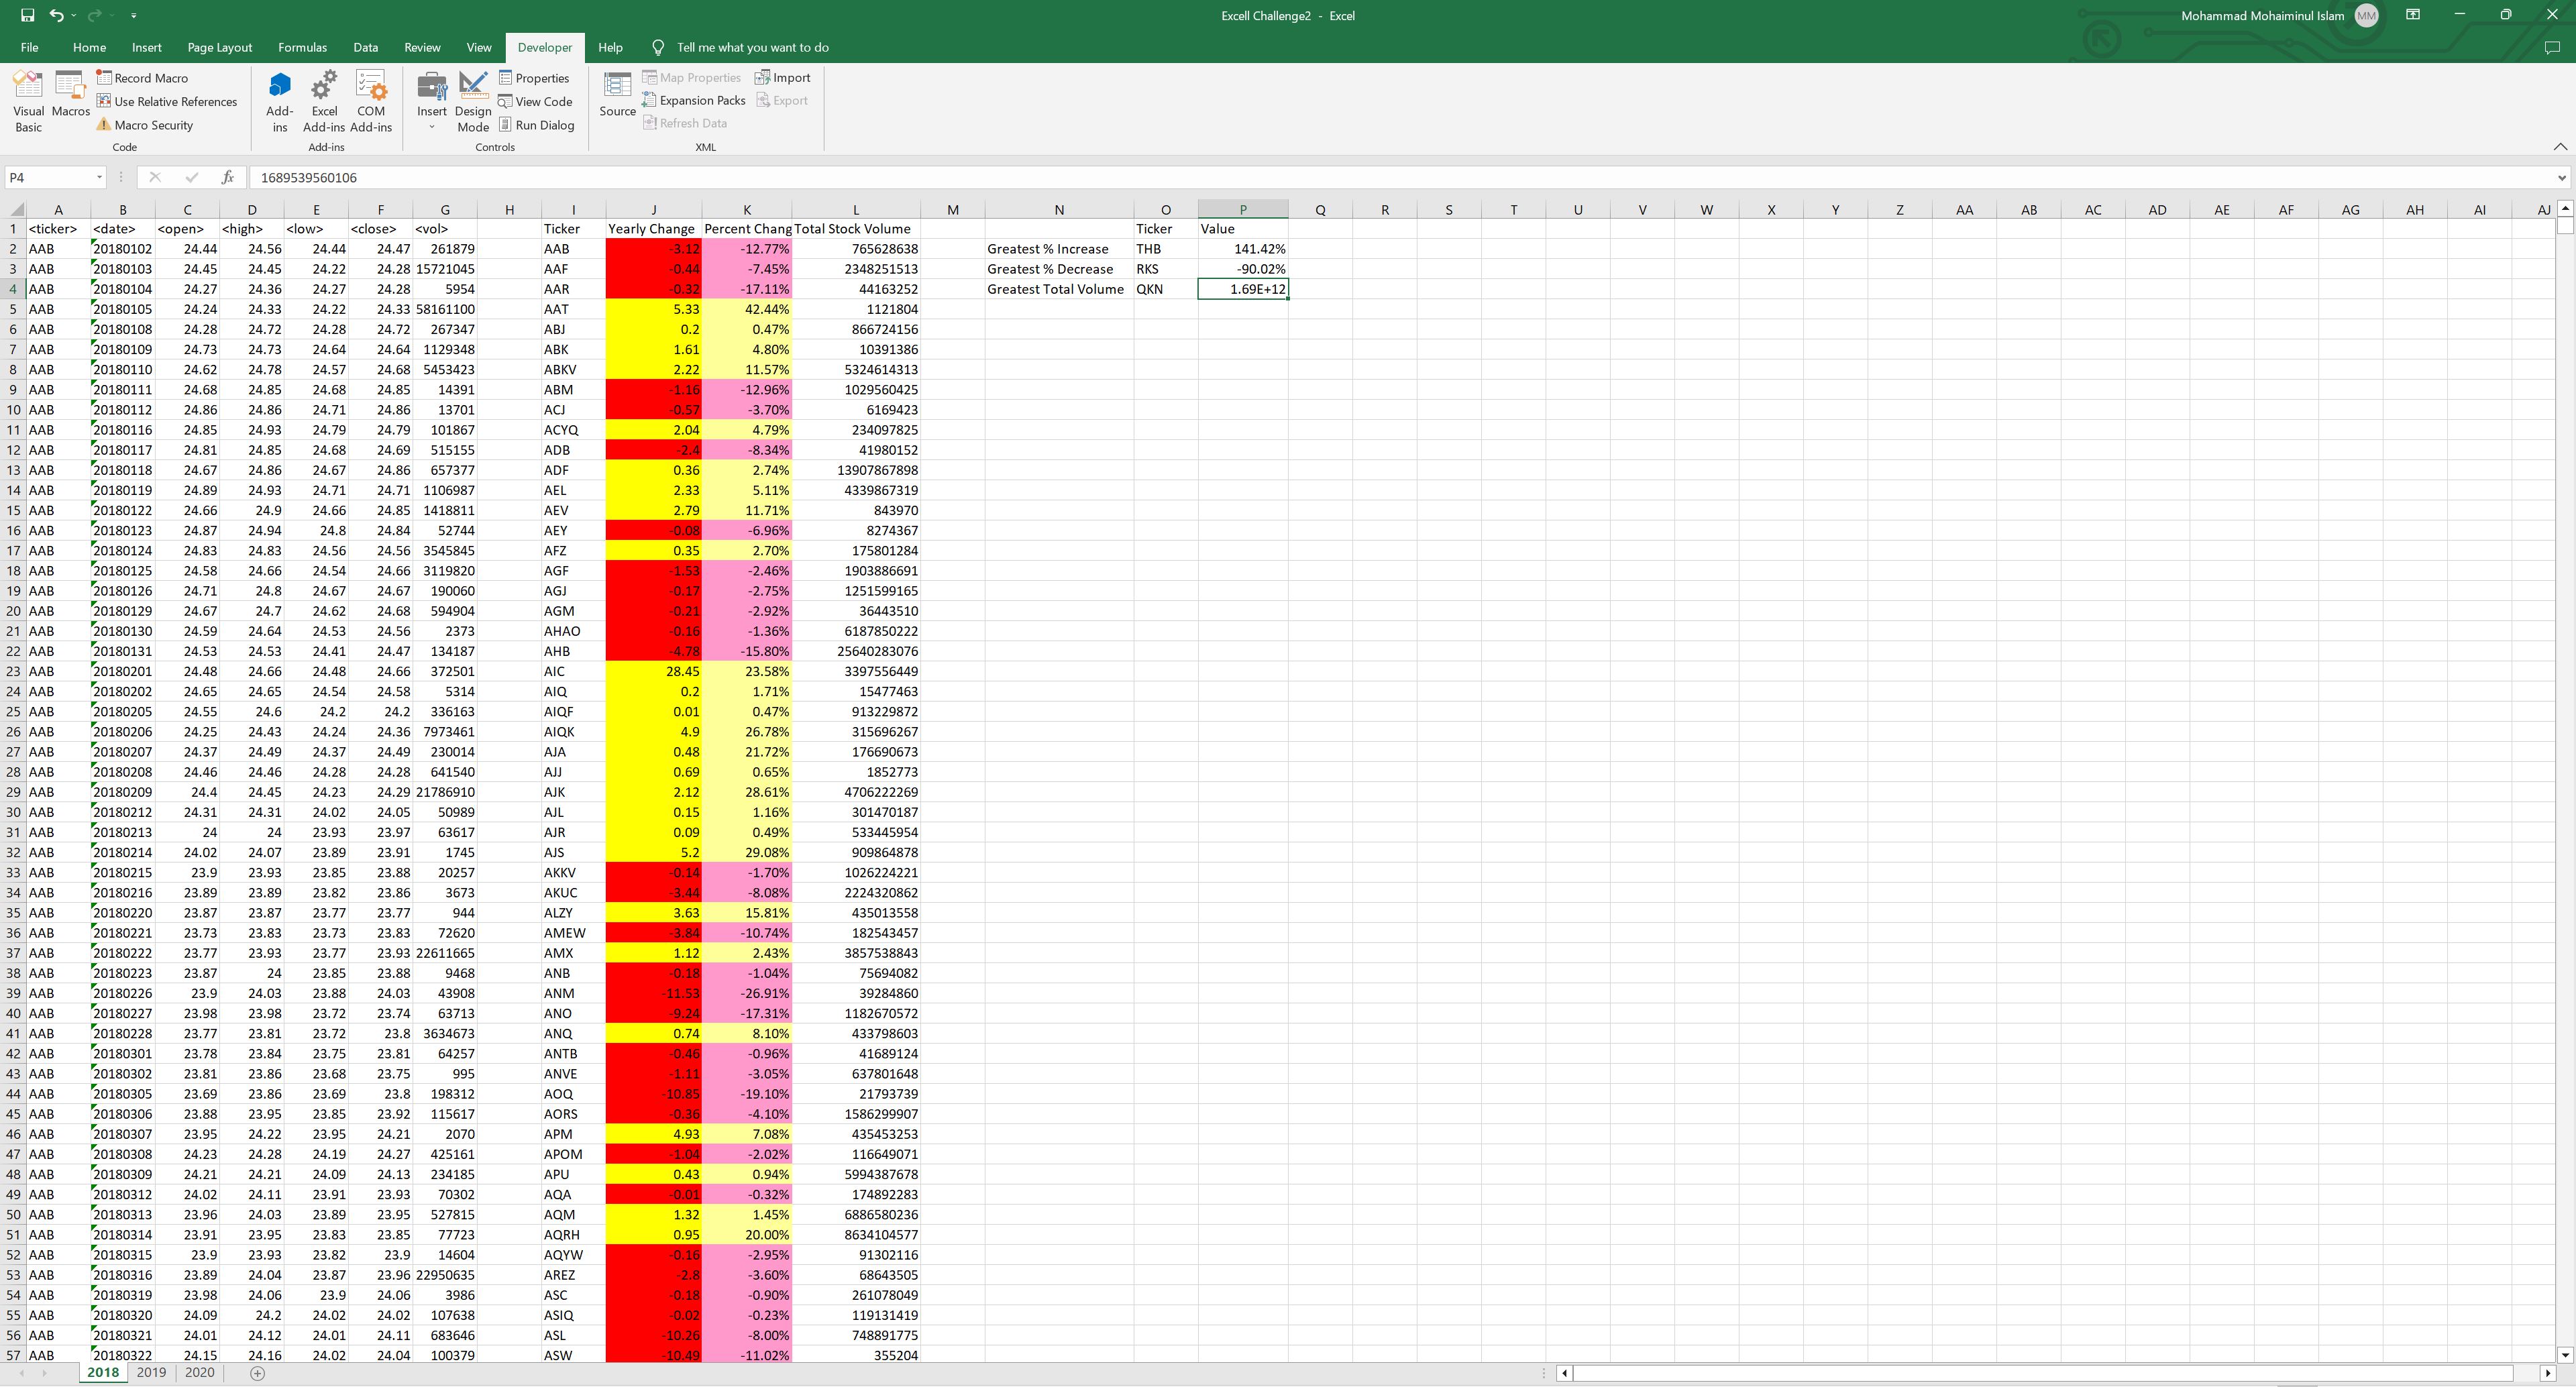 Excell Challenge2 - Excel
Mohammad Mohaiminul Islam MM
File Home Insert Page Layout Formulas Data Review View Developer Help Tell me what you want to do
Visual Basic
Macros
Record Macro
Use Relative References
Macro Security
Code
Add-ins
Excel Add-ins
COM Add-ins
Add-ins
Insert
Design Mode
Properties
View Code
Run Dialog
Controls
Source
Map Properties
Expansion Packs
Refresh Data
Import
Export
XML
P4 fx 1689539560106
A B C D E F G H I J K L M N O P Q R S T U V W X Y Z AA AB AC AD AE AF AG AH AI AJ
1 <ticker> <date> <open> <high> <low> <close> <vol> Ticker Yearly Change Percent Chang Total Stock Volume Ticker Value
2 AAB 20180102 24.44 24.56 24.44 24.47 261879 AAB -3.12 -12.77% 765628638 Greatest % Increase THB 141.42%
3 AAB 20180103 24.45 24.45 24.22 24.28 15721045 AAF -0.44 -7.45% 2348251513 Greatest % Decrease RKS -90.02%
4 AAB 20180104 24.27 24.36 24.27 24.28 5954 AAR -0.32 -17.11% 44163252 Greatest Total Volume QKN 1.69E+12
5 AAB 20180105 24.24 24.33 24.22 24.33 58161100 AAT 5.33 42.44% 1121804
6 AAB 20180108 24.28 24.72 24.28 24.72 267347 ABJ 0.2 0.47% 866724156
7 AAB 20180109 24.73 24.73 24.64 24.64 1129348 ABK 1.61 4.80% 10391386
8 AAB 20180110 24.62 24.78 24.57 24.68 5453423 ABKV 2.22 11.57% 5324614313
9 AAB 20180111 24.68 24.85 24.68 24.85 14391 ABM -1.16 -12.96% 1029560425
10 AAB 20180112 24.86 24.86 24.71 24.86 13701 ACJ -0.57 -3.70% 6169423
11 AAB 20180116 24.85 24.93 24.79 24.79 101867 ACYQ 2.04 4.79% 234097825
12 AAB 20180117 24.81 24.85 24.68 24.69 515155 ADB -2.4 -8.34% 41980152
13 AAB 20180118 24.67 24.86 24.67 24.86 657377 ADF 0.36 2.74% 13907867898
14 AAB 20180119 24.89 24.93 24.71 24.71 1106987 AEL 2.33 5.11% 4339867319
15 AAB 20180122 24.66 24.9 24.66 24.85 1418811 AEV 2.79 11.71% 843970
16 AAB 20180123 24.87 24.94 24.8 24.84 52744 AEY -0.08 -6.96% 8274367
17 AAB 20180124 24.83 24.83 24.56 24.56 3545845 AFZ 0.35 2.70% 175801284
18 AAB 20180125 24.58 24.66 24.54 24.66 3119820 AGF -1.53 -2.46% 1903886691
19 AAB 20180126 24.71 24.8 24.67 24.67 190060 AGJ -0.17 -2.75% 1251599165
20 AAB 20180129 24.67 24.7 24.62 24.68 594904 AGM -0.21 -2.92% 36443510
21 AAB 20180130 24.59 24.64 24.53 24.56 2373 AHAO -0.16 -1.36% 6187850222
22 AAB 20180131 24.53 24.53 24.41 24.47 134187 AHB -4.78 -15.80% 25640283076
23 AAB 20180201 24.48 24.66 24.48 24.66 372501 AIC 28.45 23.58% 3397556449
24 AAB 20180202 24.65 24.65 24.54 24.58 5314 AIQ 0.2 1.71% 15477463
25 AAB 20180205 24.55 24.6 24.2 24.2 336163 AIQF 0.01 0.47% 913229872
26 AAB 20180206 24.25 24.43 24.24 24.36 7973461 AIQK 4.9 26.78% 315696267
27 AAB 20180207 24.37 24.49 24.37 24.49 230014 AJA 0.48 21.72% 176690673
28 AAB 20180208 24.46 24.46 24.28 24.28 641540 AJJ 0.69 0.65% 1852773
29 AAB 20180209 24.4 24.45 24.23 24.29 21786910 AJK 2.12 28.61% 4706222269
30 AAB 20180212 24.31 24.31 24.02 24.05 50989 AJL 0.15 1.16% 301470187
31 AAB 20180213 24 24 23.93 23.97 63617 AJR 0.09 0.49% 533445954
32 AAB 20180214 24.02 24.07 23.89 23.91 1745 AJS 5.2 29.08% 909864878
33 AAB 20180215 23.9 23.93 23.85 23.88 20257 AKKV -0.14 -1.70% 1026224221
34 AAB 20180216 23.89 23.89 23.82 23.86 3673 AKUC -3.44 -8.08% 2224320862
35 AAB 20180220 23.87 23.87 23.77 23.77 944 ALZY 3.63 15.81% 435013558
36 AAB 20180221 23.73 23.83 23.73 23.83 72620 AMEW -3.84 -10.74% 182543457
37 AAB 20180222 23.77 23.93 23.77 23.93 22611665 AMX 1.12 2.43% 3857538843
38 AAB 20180223 23.87 24 23.85 23.88 9468 ANB -0.18 -1.04% 75694082
39 AAB 20180226 23.9 24.03 23.88 24.03 43908 ANM -11.53 -26.91% 39284860
40 AAB 20180227 23.98 23.98 23.72 23.74 63713 ANO -9.24 -17.31% 1182670572
41 AAB 20180228 23.77 23.81 23.72 23.8 3634673 ANQ 0.74 8.10% 433798603
42 AAB 20180301 23.78 23.84 23.75 23.81 64257 ANTB -0.46 -0.96% 41689124
43 AAB 20180302 23.81 23.86 23.68 23.75 995 ANVE -1.11 -3.05% 637801648
44 AAB 20180305 23.69 23.86 23.69 23.8 198312 AOQ -10.85 -19.10% 21793739
45 AAB 20180306 23.88 23.95 23.85 23.92 115617 AORS -0.36 -4.10% 1586299907
46 AAB 20180307 23.95 24.22 23.95 24.21 2070 APM 4.93 7.08% 435453253
47 AAB 20180308 24.23 24.28 24.19 24.27 425161 APOM -1.04 -2.02% 116649071
48 AAB 20180309 24.21 24.21 24.09 24.13 234185 APU 0.43 0.94% 5994387678
49 AAB 20180312 24.02 24.11 23.91 23.93 70302 AQA -0.01 -0.32% 174892283
50 AAB 20180313 23.96 24.03 23.89 23.95 527815 AQM 1.32 1.45% 6886580236
51 AAB 20180314 23.91 23.95 23.83 23.85 77723 AQRH 0.95 20.00% 8634104577
52 AAB 20180315 23.9 23.93 23.82 23.9 14604 AQYW -0.16 -2.95% 91302116
53 AAB 20180316 23.89 24.04 23.87 23.96 22950635 AREZ -2.8 -3.60% 68643505
54 AAB 20180319 23.98 24.06 23.9 24.06 3986 ASC -0.18 -0.90% 261078049
55 AAB 20180320 24.09 24.2 24.02 24.02 107638 ASIQ -0.02 -0.23% 119131419
56 AAB 20180321 24.01 24.12 24.01 24.11 683646 ASL -10.26 -8.00% 748891775
57 AAB 20180322 24.15 24.16 24.02 24.04 100379 ASW -10.49 -11.02% 355204
2018 2019 2020